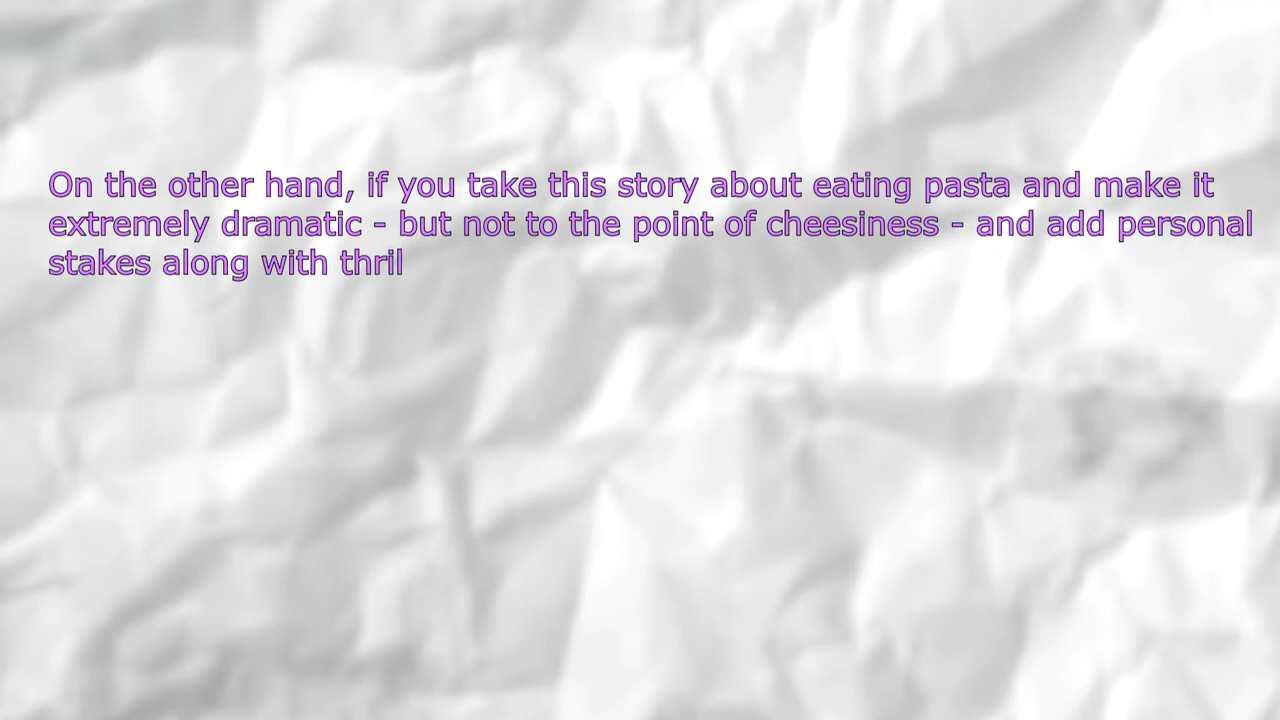 On the other hand, if you take this story about eating pasta and make it
extremely dramatic - but not to the point of cheesiness - and add personal
stakes along with thril